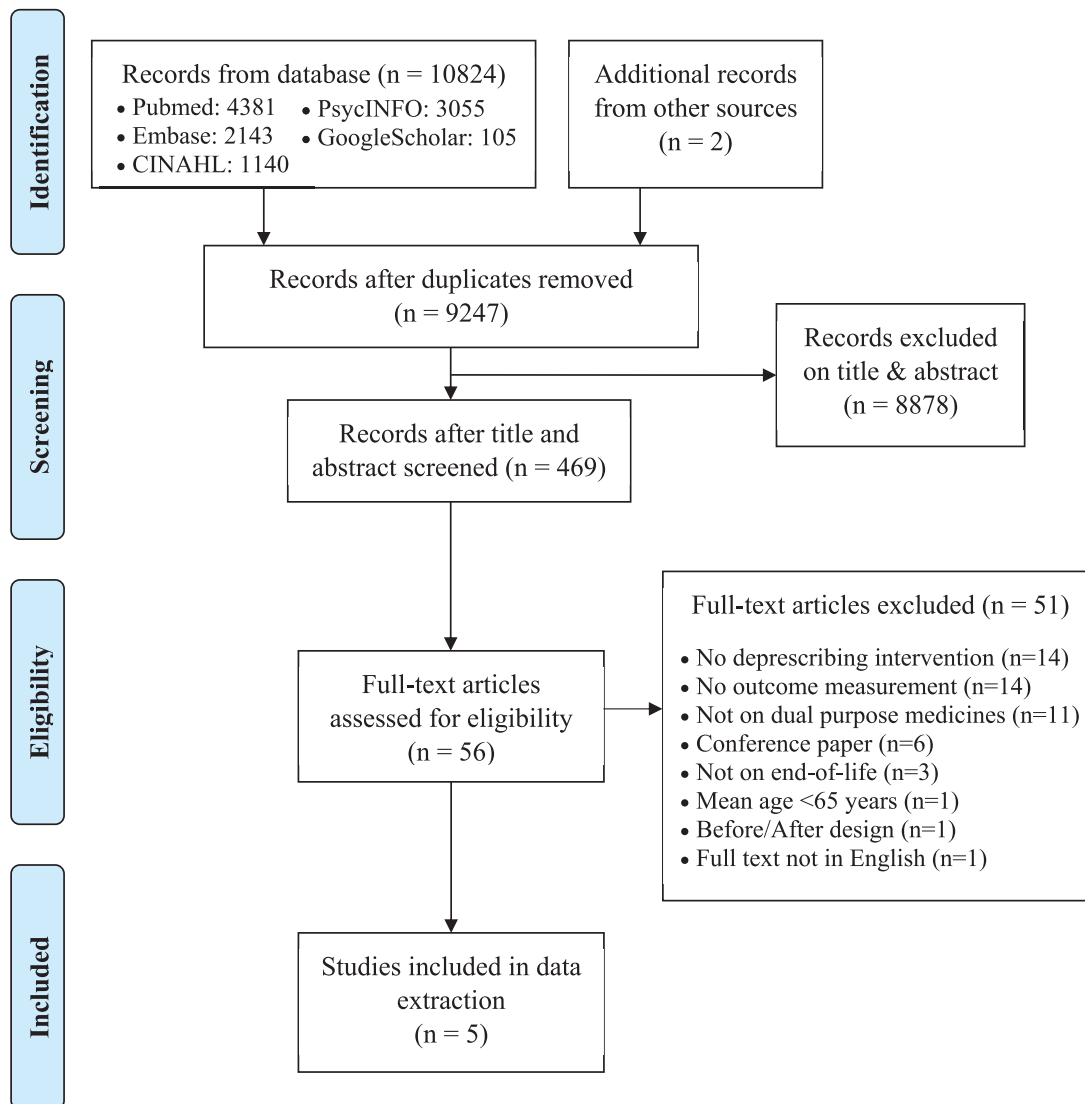 Identification
Records from database (n = 10824)
• Pubmed: 4381
• Embase: 2143
• CINAHL: 1140
• PsycINFO: 3055
• GoogleScholar: 105
Additional records
from other sources
(n = 2)
Records after duplicates removed
(n = 9247)
Screening
Records excluded
on title & abstract
(n = 8878)
Records after title and
abstract screened (n = 469)
Eligibility
Full-text articles
assessed for eligibility
(n = 56)
Full-text articles excluded (n = 51)
• No deprescribing intervention (n=14)
• No outcome measurement (n=14)
• Not on dual purpose medicines (n=11)
• Conference paper (n=6)
• Not on end-of-life (n=3)
• Mean age <65 years (n=1)
• Before/After design (n=1)
• Full text not in English (n=1)
Included
Studies included in data
extraction
(n = 5)